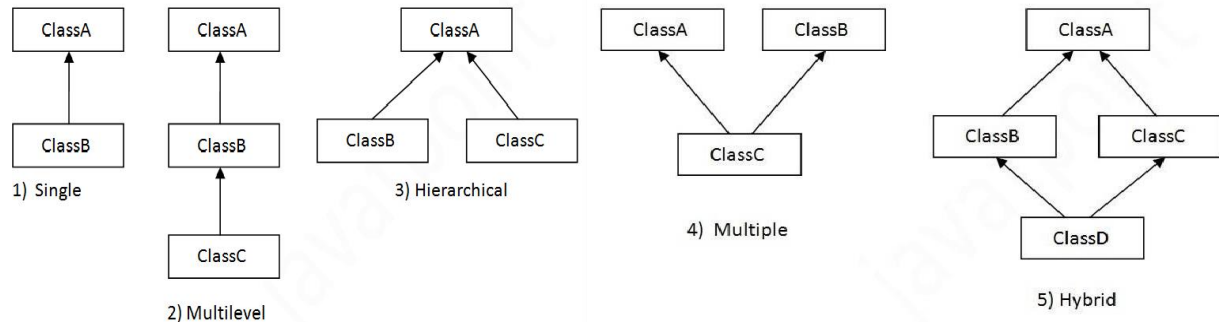 ClassA
ClassB
1) Single
ClassA
ClassB
ClassC
2) Multilevel
ClassA
ClassB
ClassC
3) Hierarchical
ClassA
ClassB
ClassC
4) Multiple
ClassA
ClassB
ClassC
ClassD
5) Hybrid